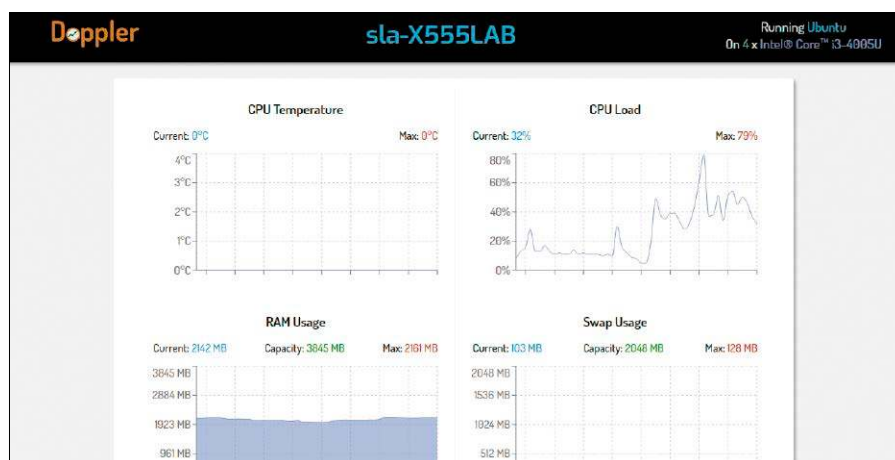 Doppler
sla-X555LAB
Running Ubuntu
On 4 x Intel® Core™ i3-4005U
CPU Temperature
Current: 0°C Max: 0°C
4°C
3°C
2°C
1°C
0°C
CPU Load
Current: 32% Max: 79%
80%
60%
40%
20%
0%
RAM Usage
Current: 2142 MB Capacity: 3845 MB Max: 2161 MB
3845 MB
2884 MB
1923 MB
961 MB
Swap Usage
Current: 103 MB Capacity: 2048 MB Max: 128 MB
2048 MB
1536 MB
1024 MB
512 MB